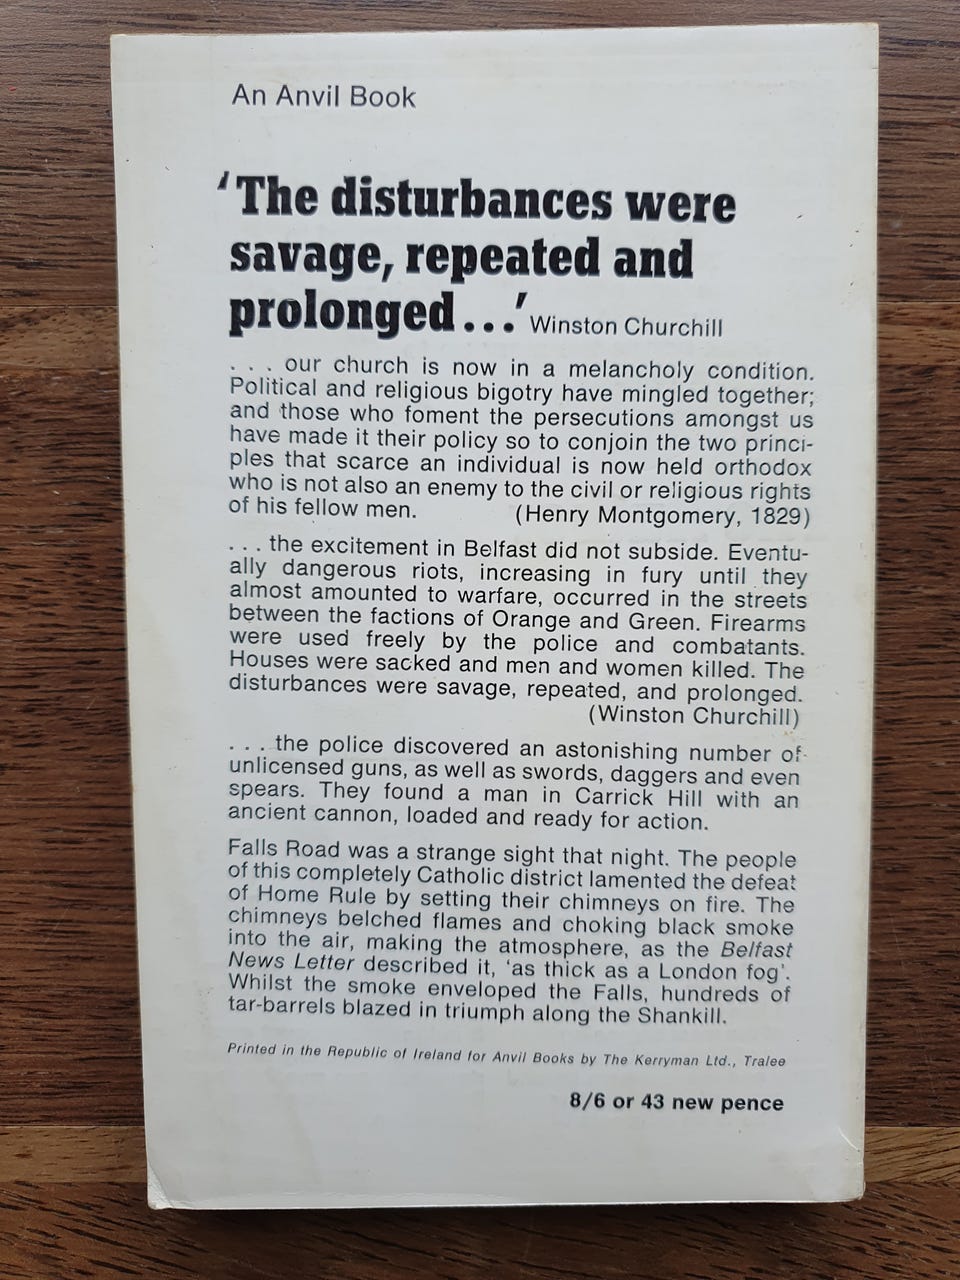 An Anvil Book
‘The disturbances were
savage, repeated and
prolonged...’ Winston Churchill
. . . our church is now in a melancholy condition.
Political and religious bigotry have mingled together;
and those who foment the persecutions amongst us
have made it their policy so to conjoin the two princi-
ples that scarce an individual is now held orthodox
who is not also an enemy to the civil or religious rights
of his fellow men. (Henry Montgomery, 1829)
. . . the excitement in Belfast did not subside. Eventu-
ally dangerous riots, increasing in fury until they
almost amounted to warfare, occurred in the streets
between the factions of Orange and Green. Firearms
were used freely by the police and combatants.
Houses were sacked and men and women killed. The
disturbances were savage, repeated, and prolonged.
(Winston Churchill)
. . . the police discovered an astonishing number of
unlicensed guns, as well as swords, daggers and even
spears. They found a man in Carrick Hill with an
ancient cannon, loaded and ready for action.
Falls Road was a strange sight that night. The people
of this completely Catholic district lamented the defeat
of Home Rule by setting their chimneys on fire. The
chimneys belched flames and choking black smoke
into the air, making the atmosphere, as the Belfast
News Letter described it, ‘as thick as a London fog’.
Whilst the smoke enveloped the Falls, hundreds of
tar-barrels blazed in triumph along the Shankill.
Printed in the Republic of Ireland for Anvil Books by The Kerryman Ltd., Tralee
8/6 or 43 new pence